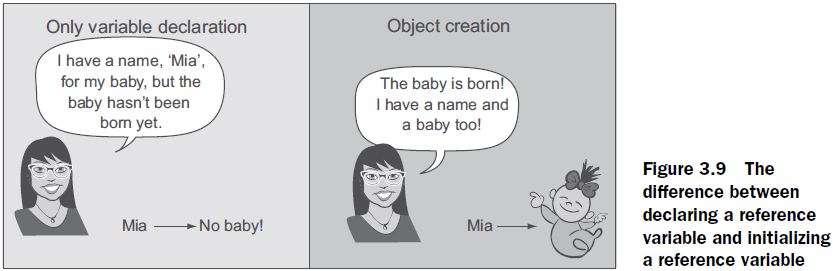 Only variable declaration
I have a name, ‘Mia’,
for my baby, but the
baby hasn’t been
born yet.
Mia
No baby!
Object creation
The baby is born!
I have a name and
a baby too!
Mia
Figure 3.9 The
difference between
declaring a reference
variable and initializing
a reference variable